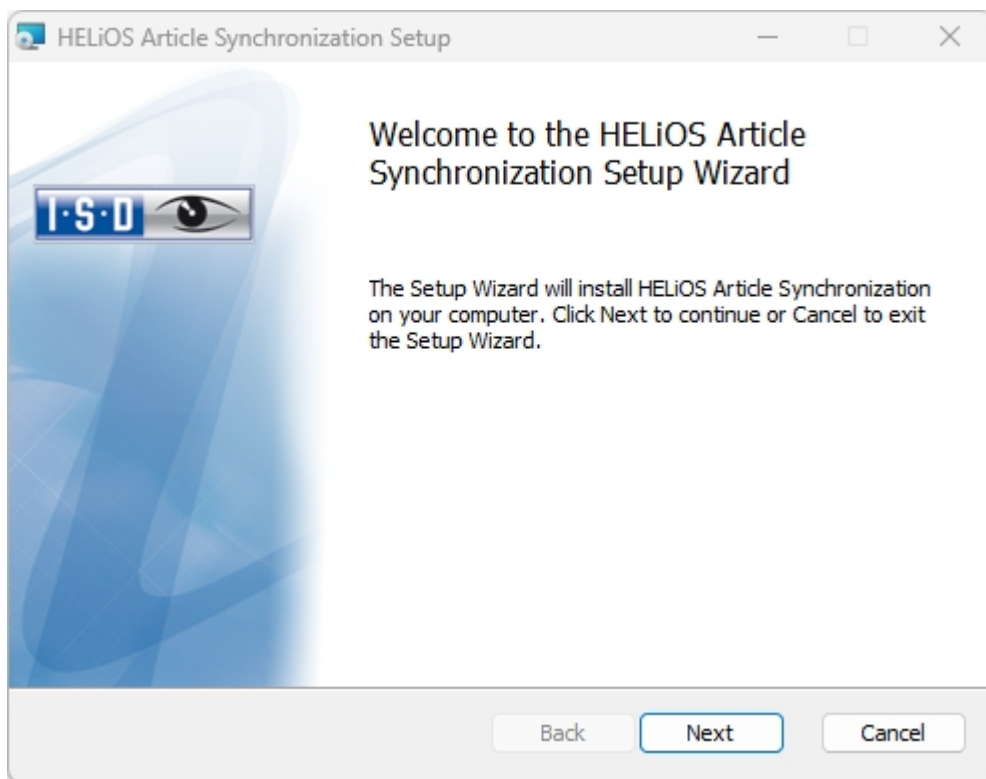 HELiOS Article Synchronization Setup
Welcome to the HELiOS Article
Synchronization Setup Wizard
I·S·D
The Setup Wizard will install HELiOS Article Synchronization
on your computer. Click Next to continue or Cancel to exit
the Setup Wizard.
Back
Next
Cancel